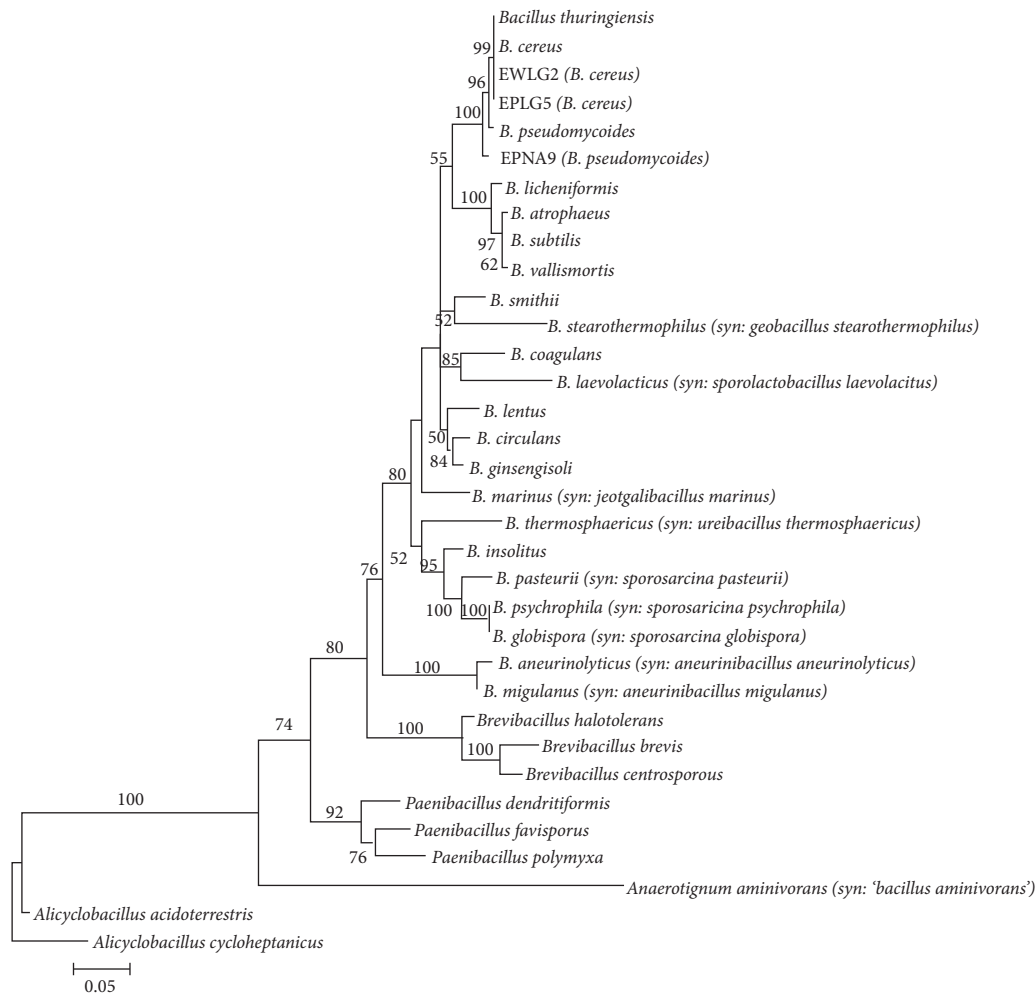 Bacillus thuringiensis
99
B. cereus
EWLG2 (B. cereus)
96
EPLG5 (B. cereus)
100
B. pseudomycoides
55
EPNA9 (B. pseudomycoides)
B. licheniformis
100
B. atrophaeus
97
B. subtilis
62
B. vallismortis
B. smithii
52
B. stearothermophilus (syn: geobacillus stearothermophilus)
B. coagulans
85
B. laevolacticus (syn: sporolactobacillus laevolacitus)
B. lentus
50
B. circulans
84
B. ginsengisoli
80
B. marinus (syn: jeotgalibacillus marinus)
B. thermosphaericus (syn: ureibacillus thermosphaericus)
52
95
B. insolitus
76
B. pasteurii (syn: sporosarcina pasteurii)
100
100
B. psychrophila (syn: sporosaricina psychrophila)
B. globispora (syn: sporosarcina globispora)
80
B. aneurinolyticus (syn: aneurinibacillus aneurinolyticus)
100
B. migulanus (syn: aneurinibacillus migulanus)
74
Brevibacillus halotolerans
100
Brevibacillus brevis
100
Brevibacillus centrosporous
100
Paenibacillus dendritiformis
92
Paenibacillus favisporus
76
Paenibacillus polymyxa
Anaerotignum aminivorans (syn: ‘bacillus aminivorans’)
Alicyclobacillus acidoterrestris
Alicyclobacillus cycloheptanicus
0.05